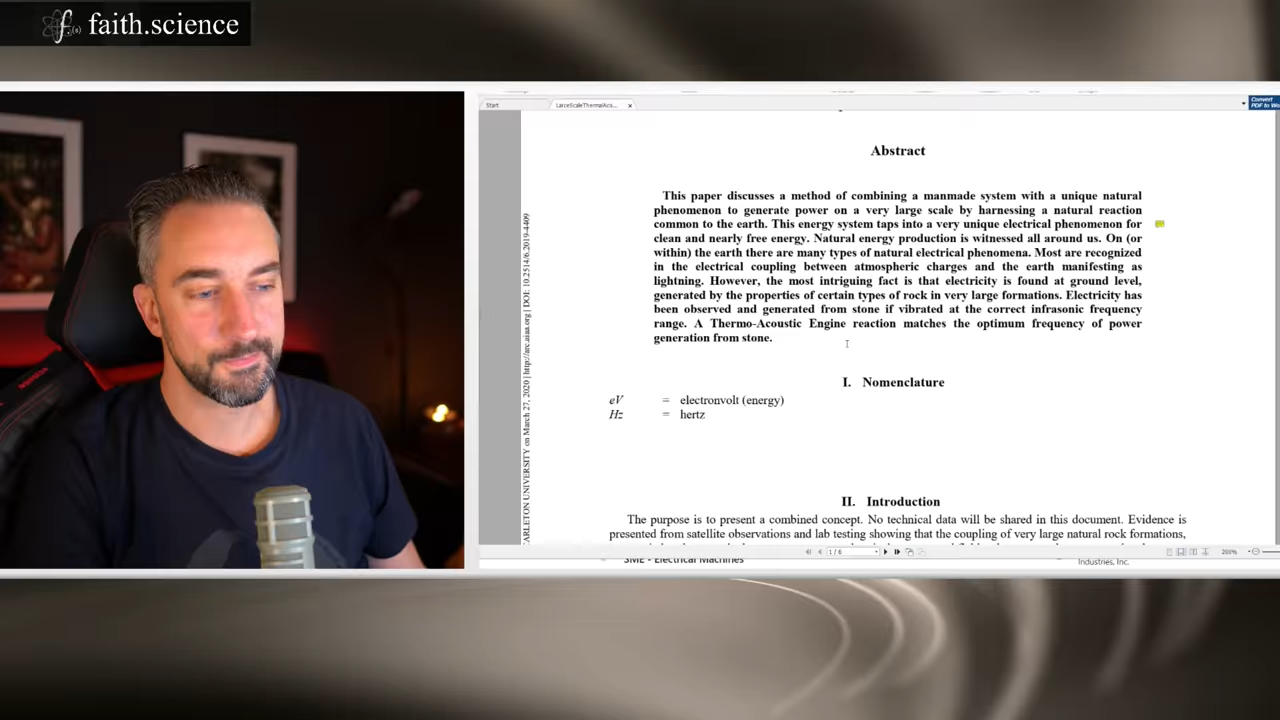 faith.science
Start
LargeScaleThermalAcs...
Convert
PDF to Wo
Abstract
This paper discusses a method of combining a manmade system with a unique natural
phenomenon to generate power on a very large scale by harnessing a natural reaction
common to the earth. This energy system taps into a very unique electrical phenomenon for
clean and nearly free energy. Natural energy production is witnessed all around us. On (or
within) the earth there are many types of natural electrical phenomena. Most are recognized
in the electrical coupling between atmospheric charges and the earth manifesting as
lightning. However, the most intriguing fact is that electricity is found at ground level,
generated by the properties of certain types of rock in very large formations. Electricity has
been observed and generated from stone if vibrated at the correct infrasonic frequency
range. A Thermo-Acoustic Engine reaction matches the optimum frequency of power
generation from stone.
I. Nomenclature
eV = electronvolt (energy)
Hz = hertz
II. Introduction
The purpose is to present a combined concept. No technical data will be shared in this document. Evidence is
presented from satellite observations and lab testing showing that the coupling of very large natural rock formations,
ARLETON UNIVERSITY on March 27, 2020 | http://arc.aiaa.org | DOI: 10.2514/6.2019-4409
1 / 6
200%
SME - Electrical Machines
Industries, Inc.